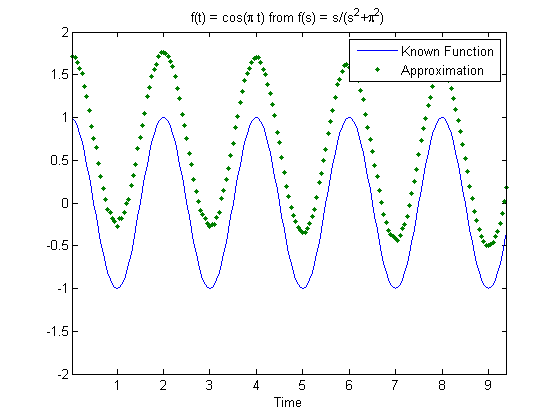 f(t) = cos(π t) from f(s) = s/(s²+π²)
2
1.5
1
0.5
0
-0.5
-1
-1.5
-2
Known Function
Approximation
1 2 3 4 5 6 7 8 9
Time